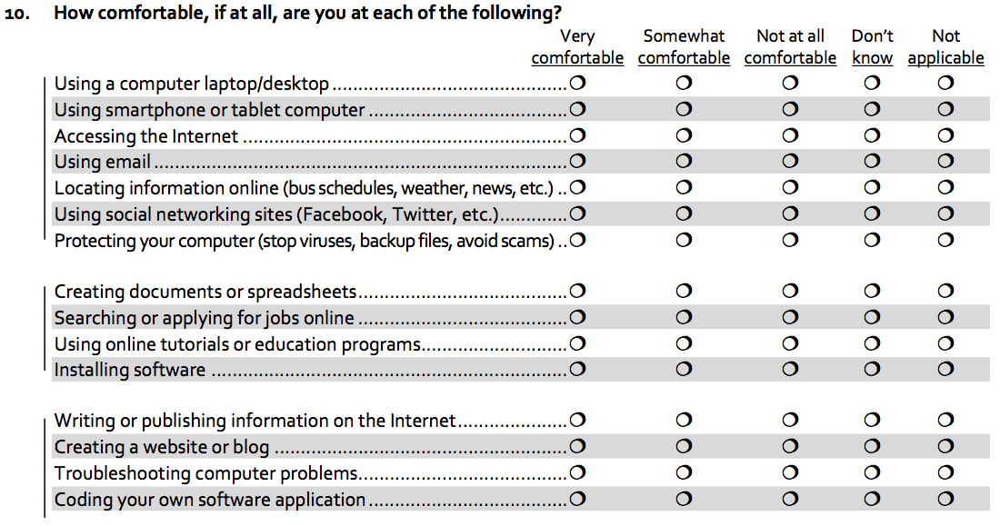 10. How comfortable, if at all, are you at each of the following?
Very Somewhat Not at all Don't Not
comfortable comfortable comfortable know applicable
Using a computer laptop/desktop
Using smartphone or tablet computer
Accessing the Internet
Using email
Locating information online (bus schedules, weather, news, etc.)
Using social networking sites (Facebook, Twitter, etc.)
Protecting your computer (stop viruses, backup files, avoid scams)
Creating documents or spreadsheets
Searching or applying for jobs online
Using online tutorials or education programs
Installing software
Writing or publishing information on the Internet
Creating a website or blog
Troubleshooting computer problems
Coding your own software application